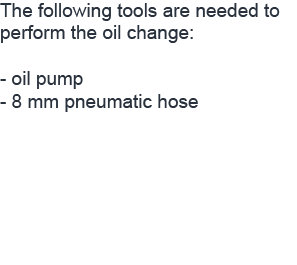 The following tools are needed to
perform the oil change:

- oil pump
- 8 mm pneumatic hose